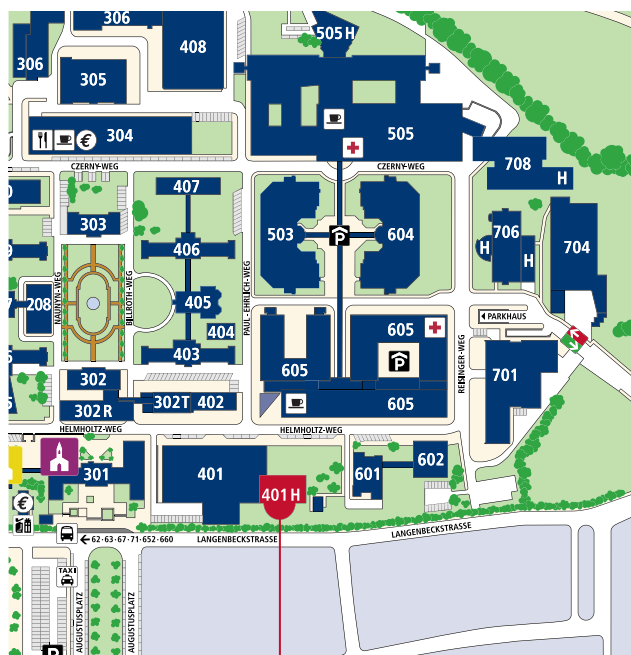 306
408
505 H
306
305
304
€
505
CZERNY-WEG
CZERNY-WEG
708
H
407
303
503
P
604
706
H
H
704
406
NAUNYN-WEG
BILLROTH-WEG
PAUL-EHRLICH-WEG
208
405
404
403
605
PARKHAUS
P
605
REISINGER-WEG
701
302
302 R
302T
402
605
HELMHOLTZ-WEG
HELMHOLTZ-WEG
301
401
401 H
601
602
€
LANGENBECKSTRASSE
LANGENBECKSTRASSE
62·63·67·71·652·660
TAXI
AUGUSTUSPLATZ
AUGUSTUSPLATZ
P